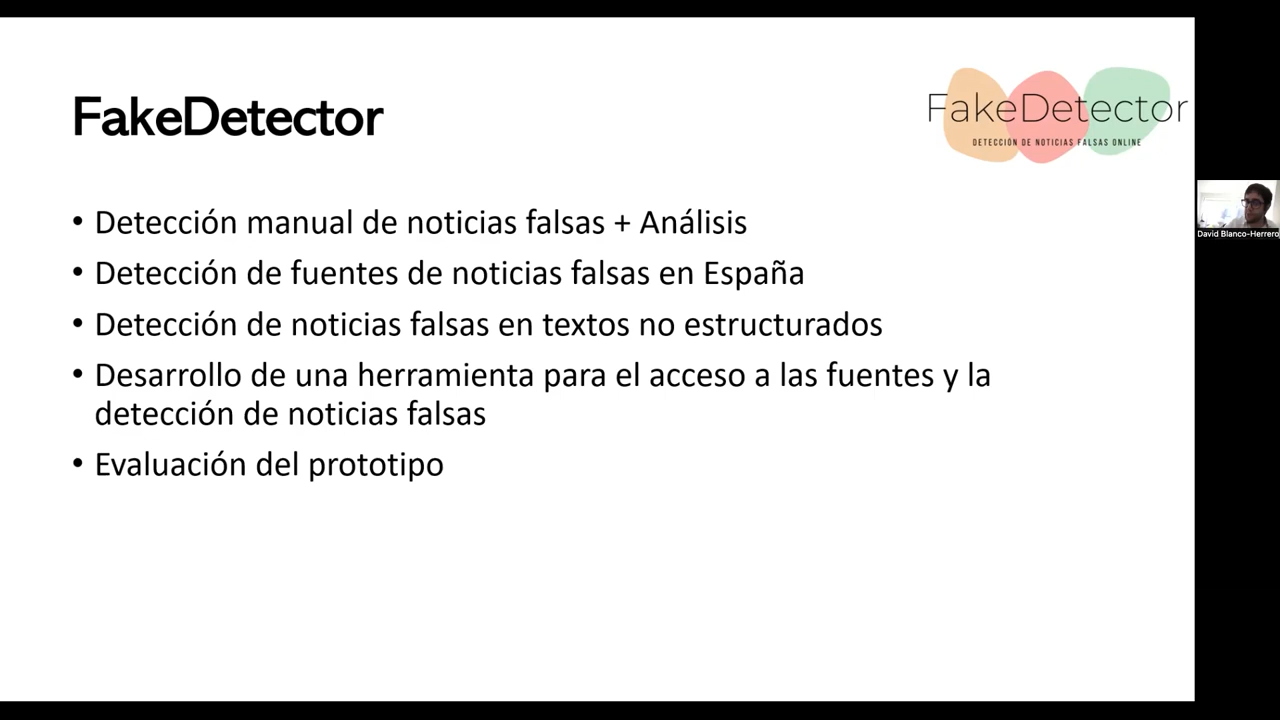 FakeDetector
FakeDetector
DETECCIÓN DE NOTICIAS FALSAS ONLINE
• Detección manual de noticias falsas + Análisis
• Detección de fuentes de noticias falsas en España
• Detección de noticias falsas en textos no estructurados
• Desarrollo de una herramienta para el acceso a las fuentes y la
detección de noticias falsas
• Evaluación del prototipo
David Blanco-Herrero